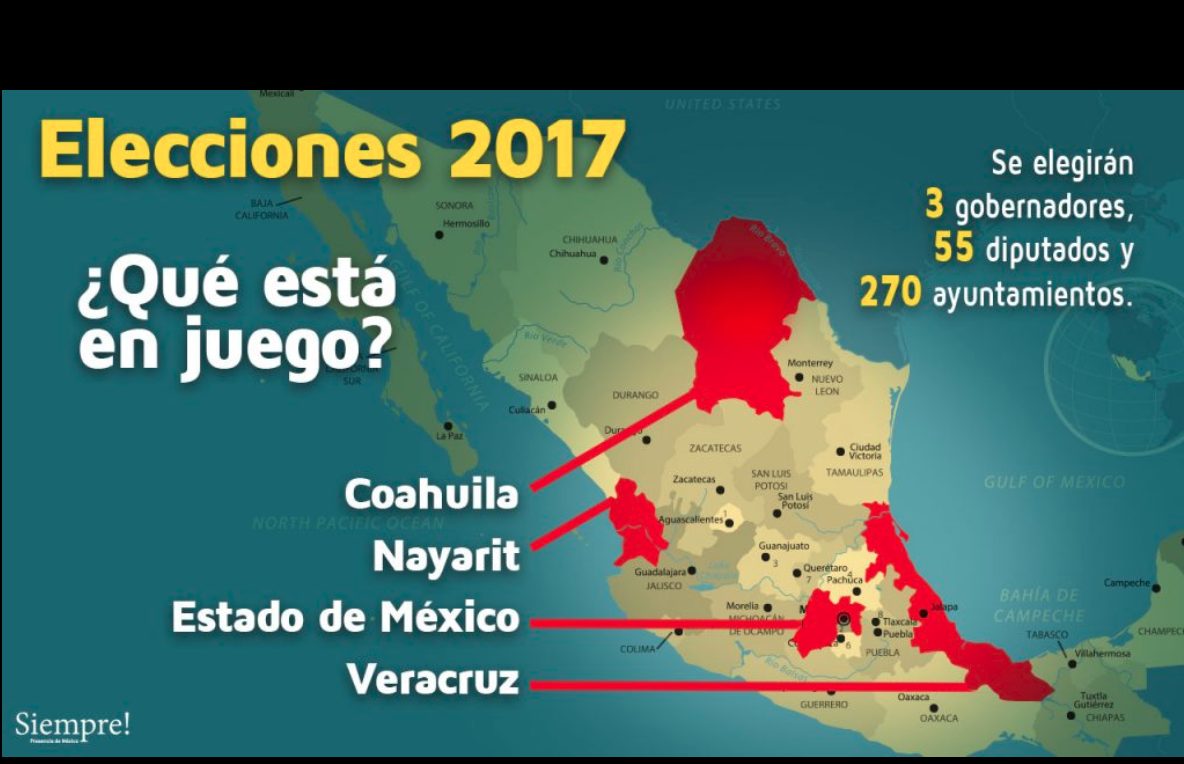 Elecciones 2017
¿Qué está
en juego?
Se elegirán
3 gobernadores,
55 diputados y
270 ayuntamientos.
Coahuila
Nayarit
Estado de México
Veracruz
Siempre!
Presencia de México
UNITED STATES
Mexicali
BAJA
CALIFORNIA
SONORA
Hermosillo
CHIHUAHUA
Chihuahua
Rio Conchos
Rio Bravo
GULF OF CALIFORNIA
SUR
La Paz
Rio Verde
SINALOA
Culiacán
DURANGO
Monterrey
NUEVO
LEON
ZACATECAS
Zacatecas
Ciudad
Victoria
TAMAULIPAS
SAN LUIS
POTOSI
San Luis
Potosí
GULF OF MEXICO
NORTH PACIFIC OCEAN
Aguascalientes
1
Guanajuato
3
Guadalajara
JALISCO
Querétaro
7
4
Pachuca
Morelia
MICHOACÁN
DE OCAMPO
COLIMA
Jalapa
Tlaxcala
8
Puebla
6
PUEBLA
BAHÍA DE
CAMPECHE
Campeche
TABASCO
Villahermosa
Rio Balsas
GUERRERO
Oaxaca
OAXACA
Tuxtla
Gutiérrez
CHIAPAS